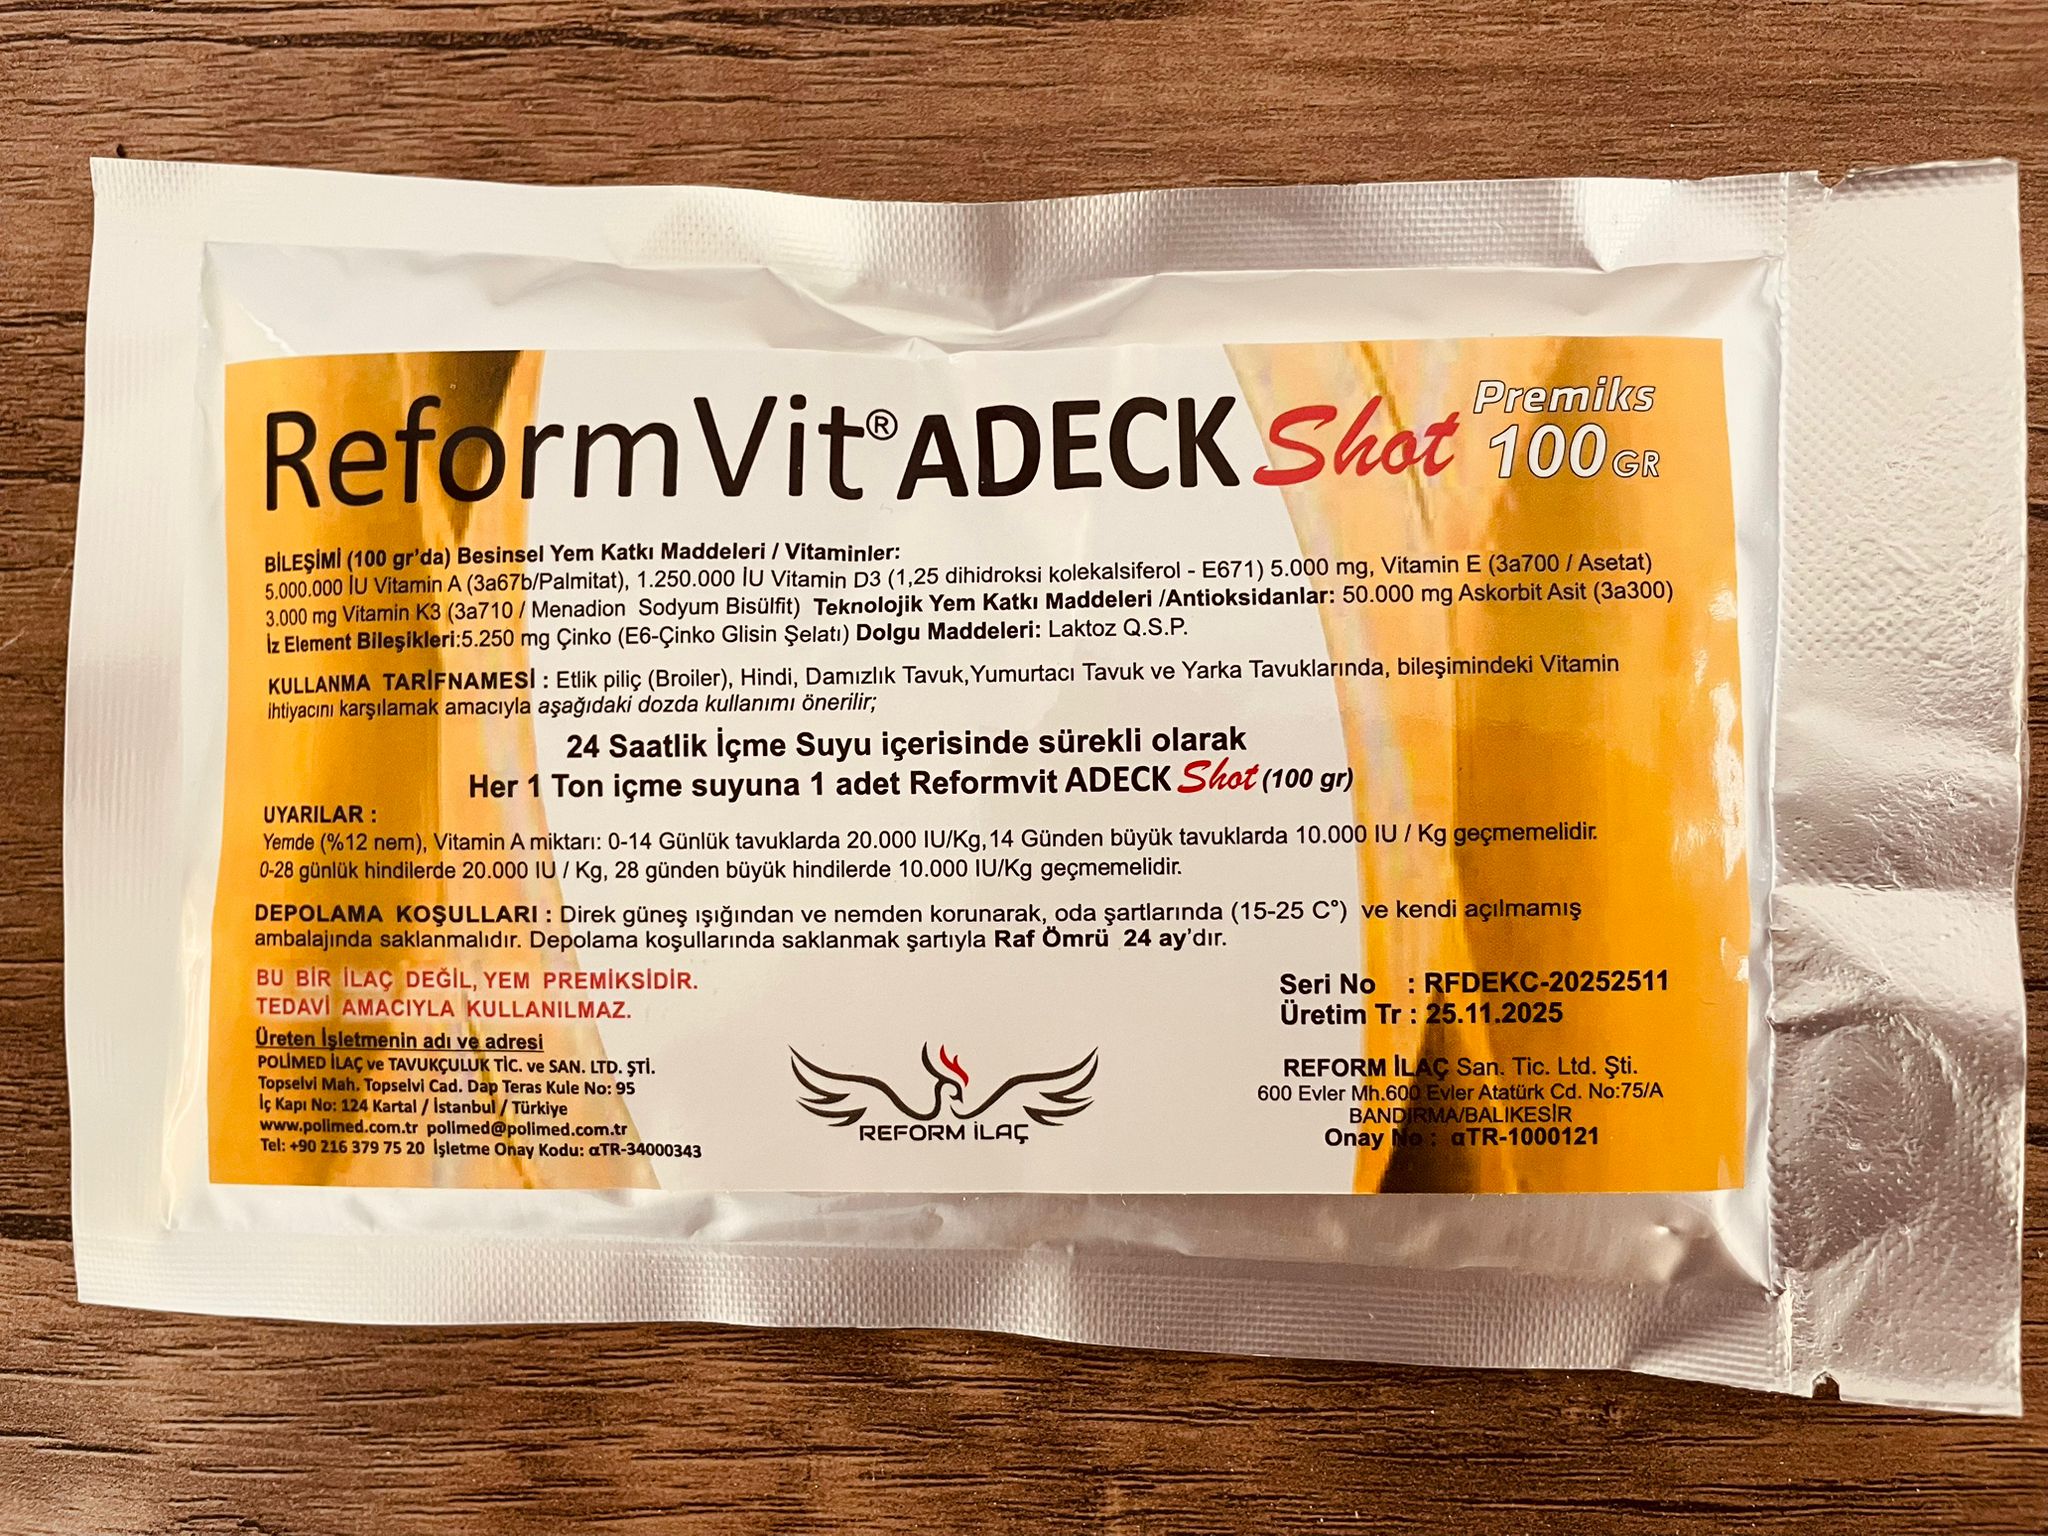 ReformVit® ADECK Shot Premiks 100 GR
BİLEŞİMİ (100 gr'da) Besinsel Yem Katkı Maddeleri / Vitaminler:
5.000.000 İU Vitamin A (3a67b/Palmitat), 1.250.000 İU Vitamin D3 (1,25 dihidroksi kolekalsiferol - E671) 5.000 mg, Vitamin E (3a700 / Asetat)
3.000 mg Vitamin K3 (3a710 / Menadion Sodyum Bisülfit) Teknolojik Yem Katkı Maddeleri /Antioksidanlar: 50.000 mg Askorbit Asit (3a300)
İz Element Bileşikleri:5.250 mg Çinko (E6-Çinko Glisin Şelatı) Dolgu Maddeleri: Laktoz Q.S.P.
KULLANMA TARİFNAMESİ : Etlik piliç (Broiler), Hindi, Damızlık Tavuk,Yumurtacı Tavuk ve Yarka Tavuklarında, bileşimindeki Vitamin
ihtiyacını karşılamak amacıyla aşağıdaki dozda kullanımı önerilir;
24 Saatlik İçme Suyu içerisinde sürekli olarak
Her 1 Ton içme suyuna 1 adet Reformvit ADECK Shot (100 gr)
UYARILAR :
Yemde (%12 nem), Vitamin A miktarı: 0-14 Günlük tavuklarda 20.000 IU/Kg,14 Günden büyük tavuklarda 10.000 IU / Kg geçmemelidir.
0-28 günlük hindilerde 20.000 IU / Kg, 28 günden büyük hindilerde 10.000 IU/Kg geçmemelidir.
DEPOLAMA KOŞULLARI : Direk güneş ışığından ve nemden korunarak, oda şartlarında (15-25 C°) ve kendi açılmamış
ambalajında saklanmalıdır. Depolama koşullarında saklanmak şartıyla Raf Ömrü 24 ay'dır.
BU BİR İLAÇ DEĞİL, YEM PREMİKSİDİR.
TEDAVİ AMACIYLA KULLANILMAZ.
Üreten İşletmenin adı ve adresi
POLİMED İLAÇ ve TAVUKÇULUK TİC. ve SAN. LTD. ŞTİ.
Topselvi Mah. Topselvi Cad. Dap Teras Kule No: 95
İç Kapı No: 124 Kartal / İstanbul / Türkiye
www.polimed.com.tr polimed@polimed.com.tr
Tel: +90 216 379 75 20 İşletme Onay Kodu: αTR-34000343
REFORM İLAÇ
Seri No : RFDEKC-20252511
Üretim Tr : 25.11.2025
REFORM İLAÇ San. Tic. Ltd. Şti.
600 Evler Mh.600 Evler Atatürk Cd. No:75/A
BANDIRMA/BALIKESİR
Onay No : αTR-1000121